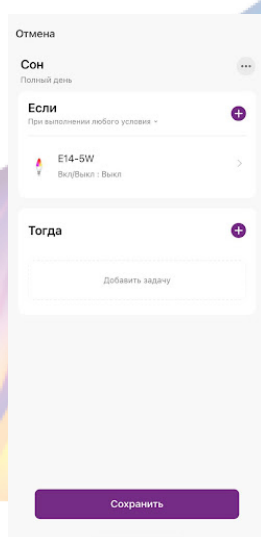 Отмена
Сон
Полный день
Если
При выполнении любого условия
E14-5W
Вкл/Выкл : Выкл
Тогда
Добавить задачу
Сохранить